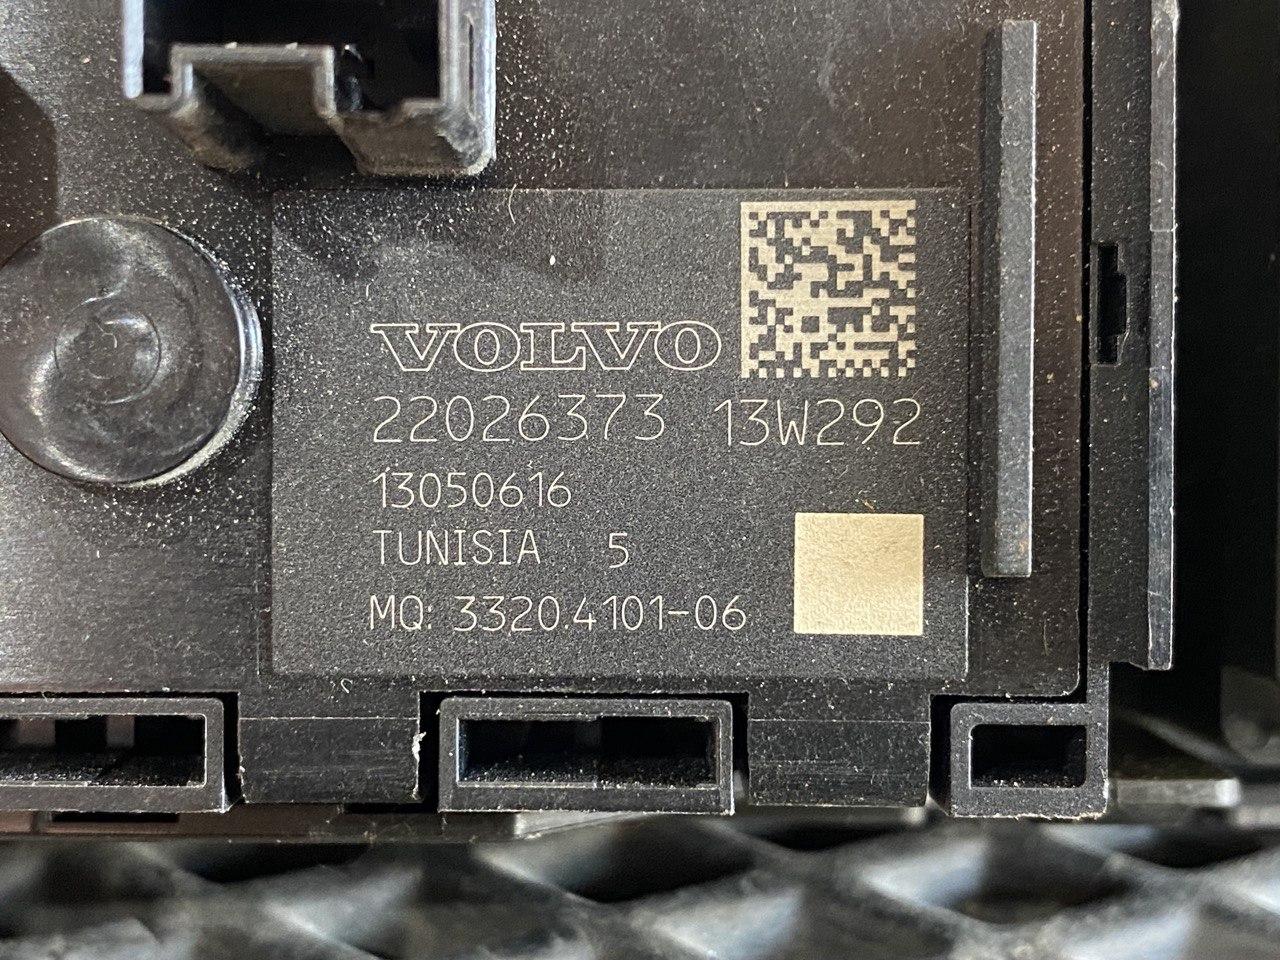 VOLVO
22026373 13W292
13050616
TUNISIA 5
MQ: 3320.4101-06